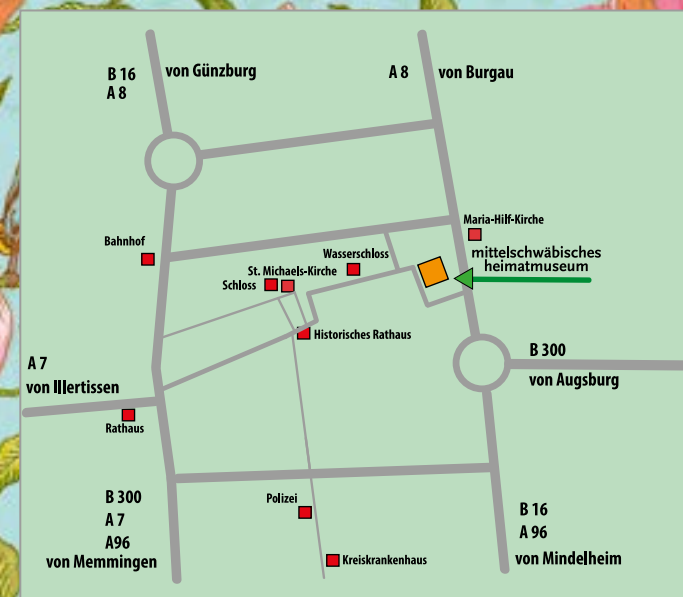 B 16
A 8
von Günzburg
A 8
von Burgau
Maria-Hilf-Kirche
Bahnhof
Wasserschloss
mittelschwäbisches
heimatmuseum
St. Michaels-Kirche
Schloss
Historisches Rathaus
B 300
von Augsburg
A 7
von Illertissen
Rathaus
B 300
A 7
A96
von Memmingen
Polizei
Kreiskrankenhaus
B 16
A 96
von Mindelheim